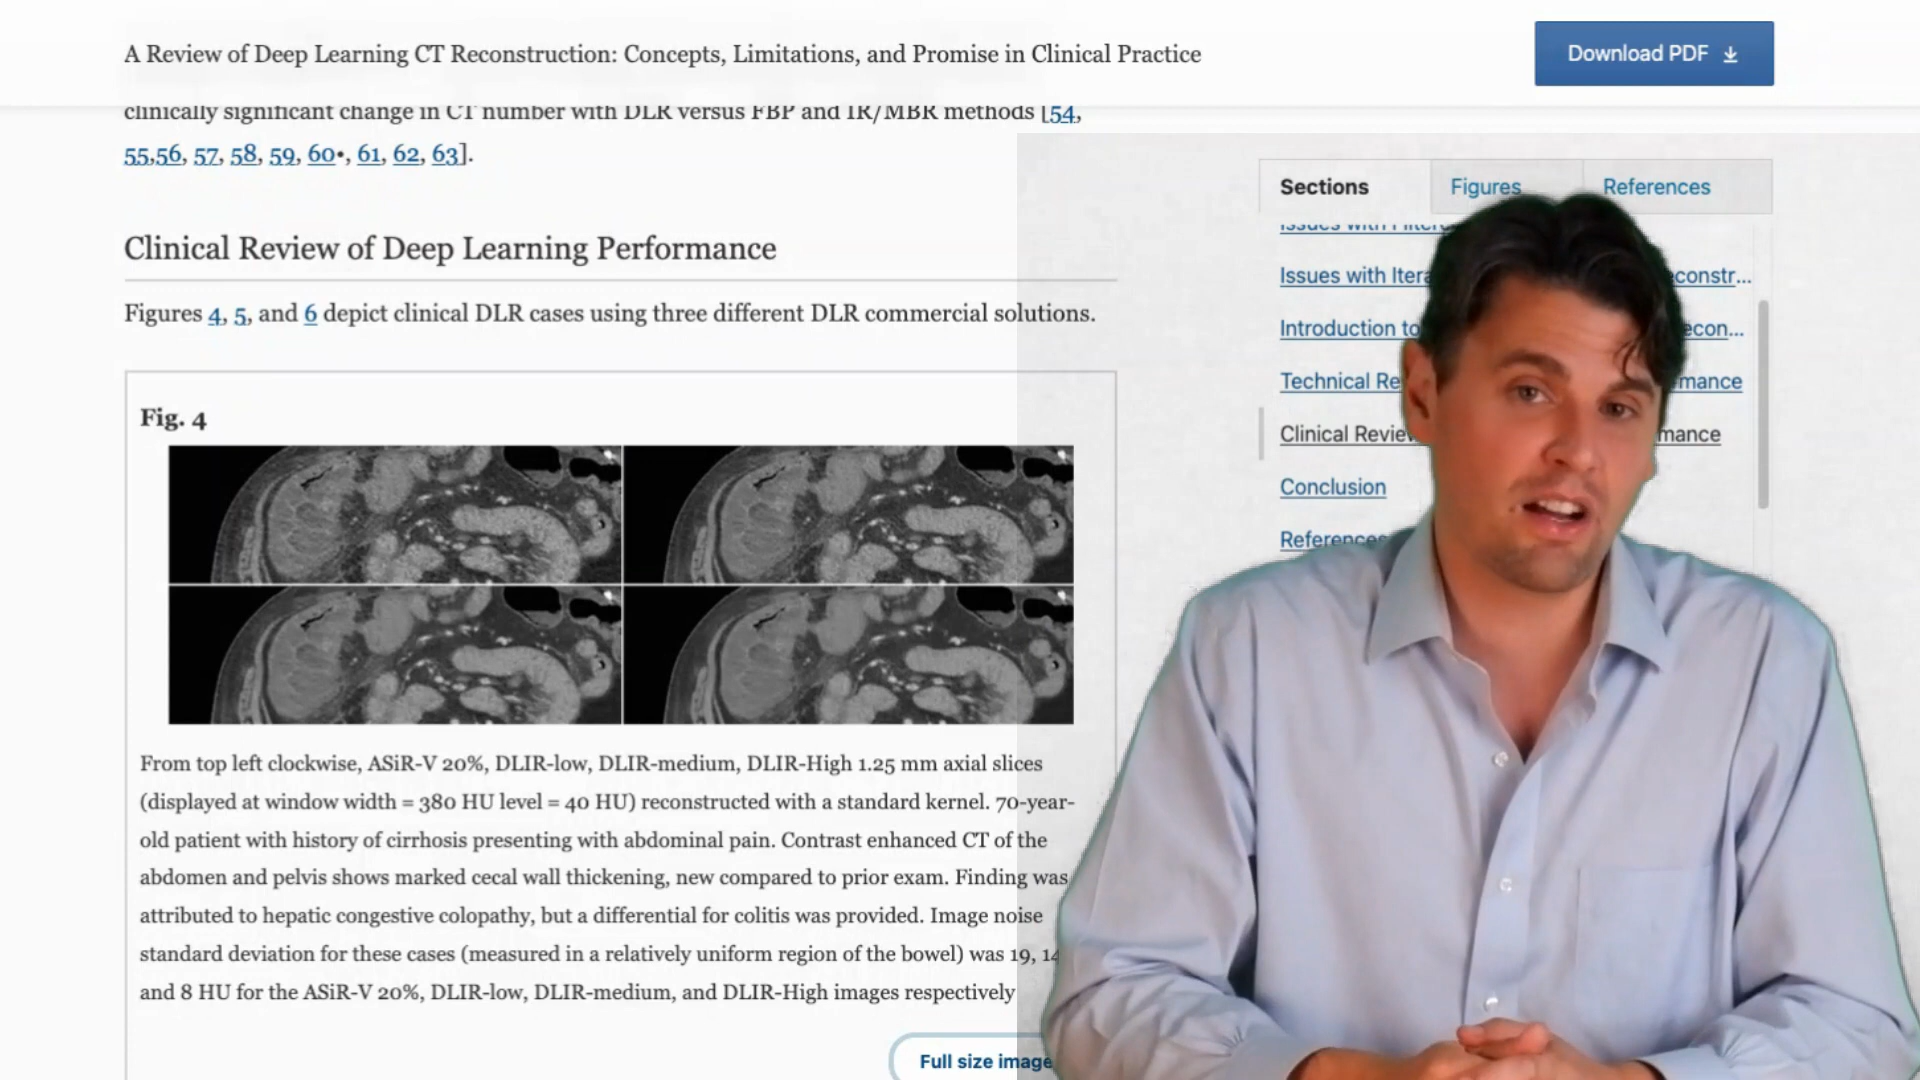 A Review of Deep Learning CT Reconstruction: Concepts, Limitations, and Promise in Clinical Practice
Download PDF
clinically significant change in CT number with DLR versus FBP and IR/MBR methods [54,
55,56, 57, 58, 59, 60•, 61, 62, 63].
Clinical Review of Deep Learning Performance
Figures 4, 5, and 6 depict clinical DLR cases using three different DLR commercial solutions.
Fig. 4
From top left clockwise, ASiR-V 20%, DLIR-low, DLIR-medium, DLIR-High 1.25 mm axial slices
(displayed at window width = 380 HU level = 40 HU) reconstructed with a standard kernel. 70-year-
old patient with history of cirrhosis presenting with abdominal pain. Contrast enhanced CT of the
abdomen and pelvis shows marked cecal wall thickening, new compared to prior exam. Finding was
attributed to hepatic congestive colopathy, but a differential for colitis was provided. Image noise
standard deviation for these cases (measured in a relatively uniform region of the bowel) was 19, 14
and 8 HU for the ASiR-V 20%, DLIR-low, DLIR-medium, and DLIR-High images respectively
Full size image
Sections Figures References
Issues with
Issues with
Introduction to
Technical
Clinical
Conclusion
References